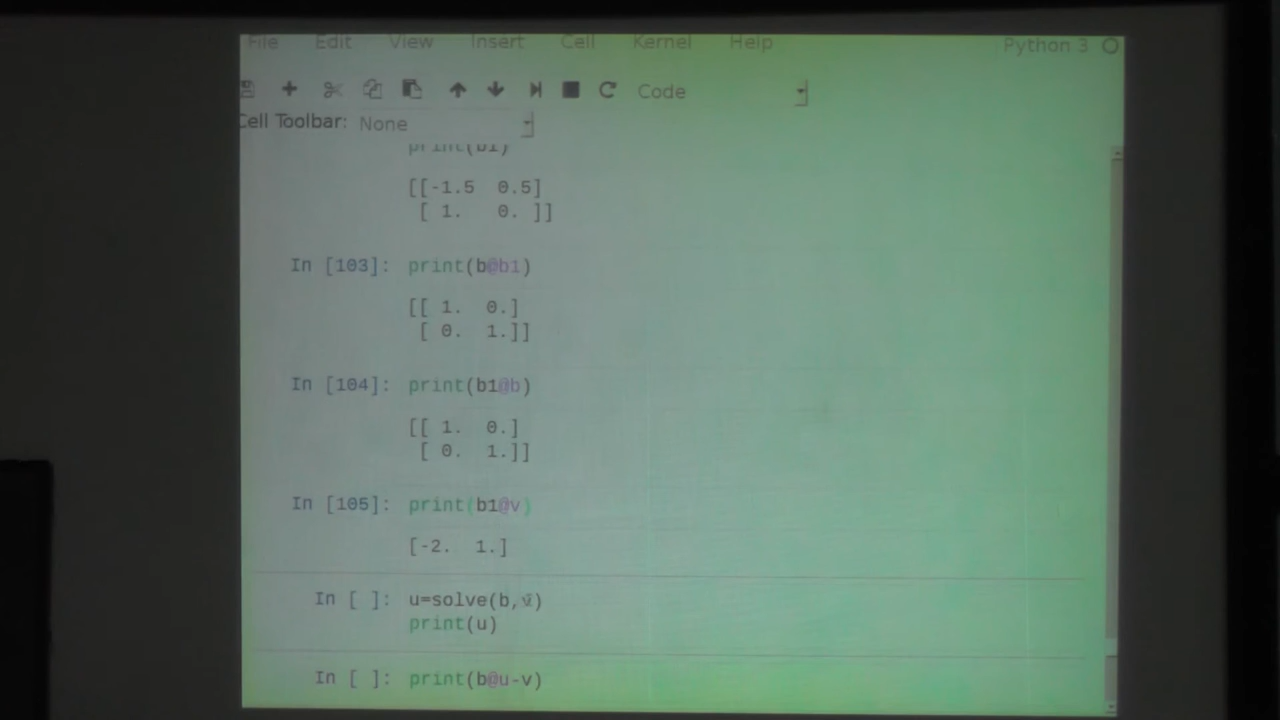 File Edit View Insert Cell Kernel Help Python 3
Code
Cell Toolbar: None
print(b1)
[[-1.5 0.5]
[ 1. 0. ]]
In [103]: print(b@b1)
[[ 1. 0.]
[ 0. 1.]]
In [104]: print(b1@b)
[[ 1. 0.]
[ 0. 1.]]
In [105]: print(b1@v)
[-2. 1.]
In [ ]: u=solve(b,v)
print(u)
In [ ]: print(b@u-v)